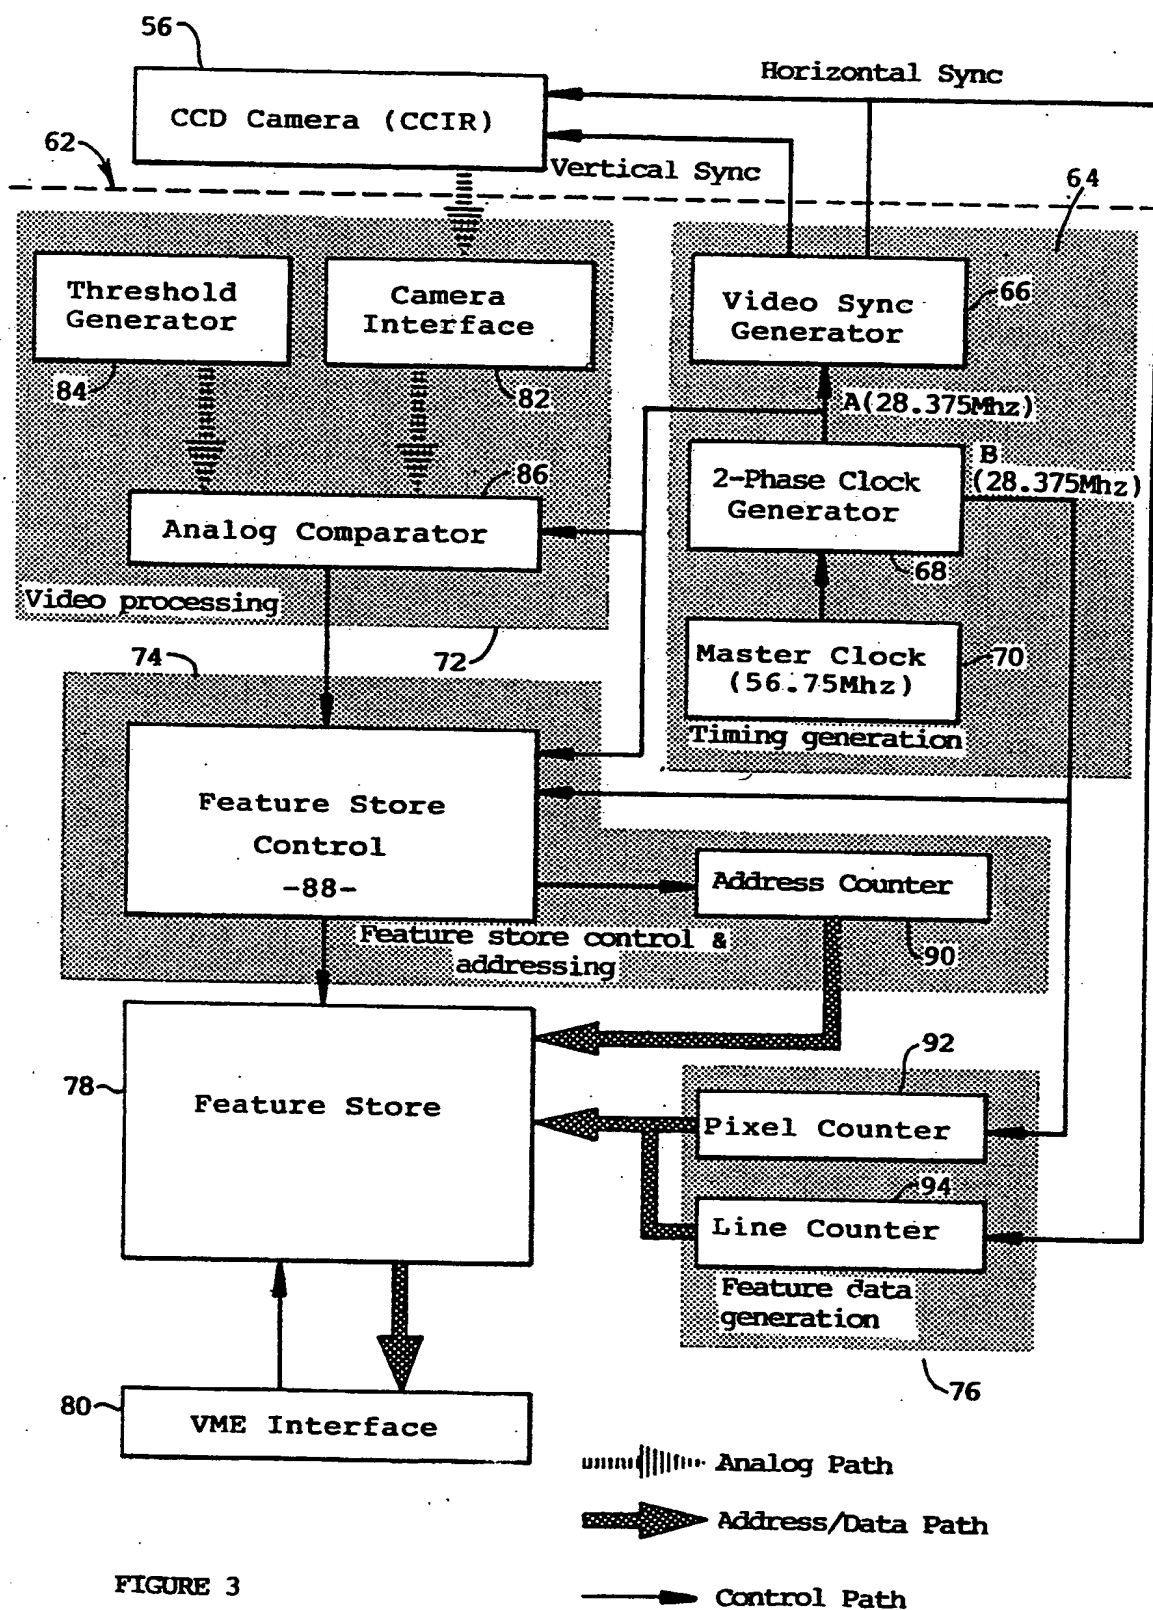 56
Horizontal Sync
CCD Camera (CCIR)
62
Vertical Sync
64
Threshold
Generator
84
Camera
Interface
82
Video Sync
Generator
66
A(28.375Mhz)
B
(28.375Mhz)
2-Phase Clock
Generator
68
86
Analog Comparator
Video processing
72
Master Clock
(56.75Mhz)
70
Timing generation
74
Feature Store
Control
-88-
Address Counter
90
Feature store control &
addressing
78
Feature Store
92
Pixel Counter
94
Line Counter
Feature data
generation
76
80
VME Interface
Analog Path
Address/Data Path
Control Path
FIGURE 3